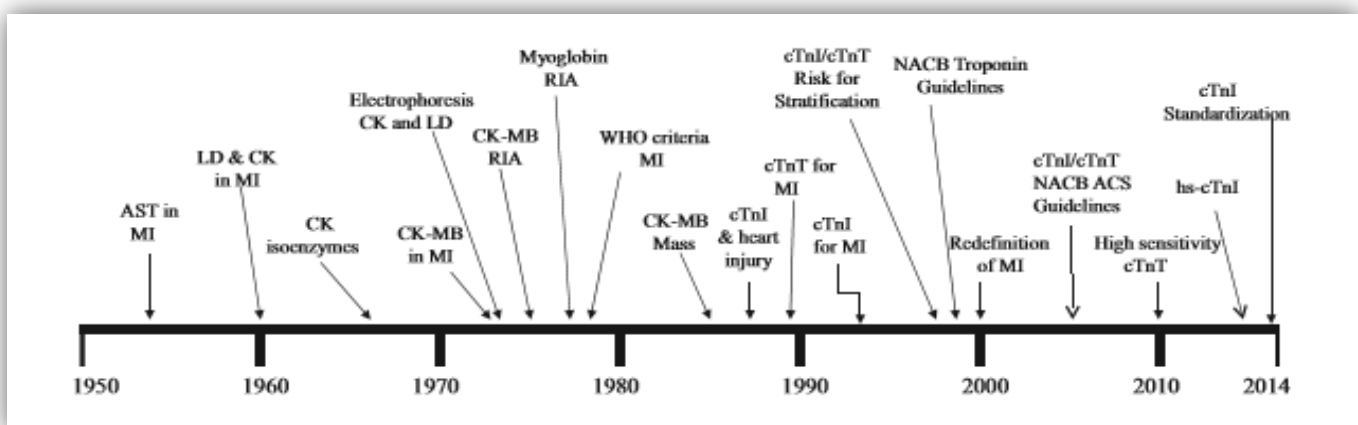 AST in
MI
LD & CK
in MI
CK
isoenzymes
Electrophoresis
CK and LD
CK-MB
in MI
CK-MB
RIA
Myoglobin
RIA
WHO criteria
MI
CK-MB
Mass
cTnI
& heart
injury
cTnT for
MI
cTnI
for MI
cTnI/cTnT
Risk for
Stratification
NACB Troponin
Guidelines
Redefinition
of MI
cTnI/cTnT
NACB ACS
Guidelines
High sensitivity
cTnT
hs-cTnI
cTnI
Standardization
1950
1960
1970
1980
1990
2000
2010
2014